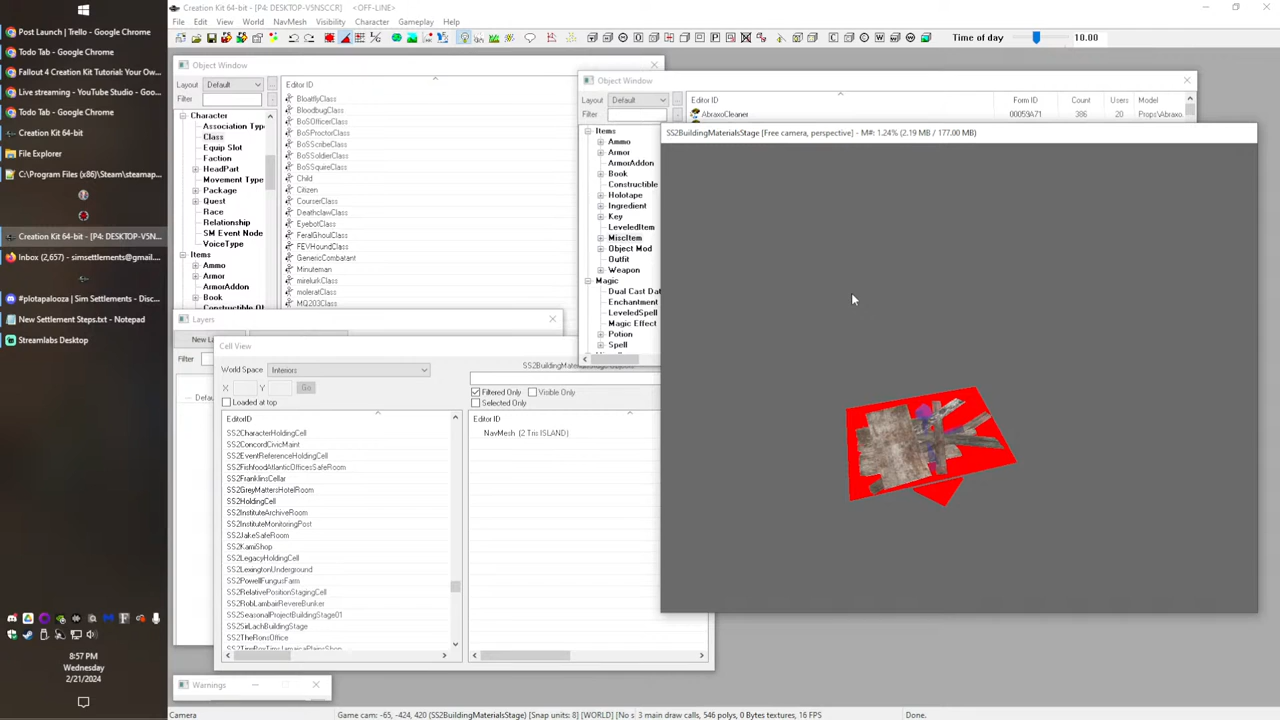 Post Launch | Trello - Google Chrome
Todo Tab - Google Chrome
Fallout 4 Creation Kit Tutorial: Your Ow...
Live streaming - YouTube Studio - Goo...
Todo Tab - Google Chrome
Creation Kit 64-bit
File Explorer
C:\Program Files (x86)\Steam\steamap...
Creation Kit 64-bit - [P4: DESKTOP-V5N...
Inbox (2,657) - simsettlements@gmail....
#plotapalooza | Sim Settlements - Disc...
New Settlement Steps.txt - Notepad
Streamlabs Desktop
8:57 PM
Wednesday
2/21/2024
Creation Kit 64-bit - [P4: DESKTOP-V5NSCCR] <OFF-LINE>
File Edit View World NavMesh Visibility Character Gameplay Help
Time of day 10.00
Object Window
Layout Default
Filter
Character
Association Type
Class
Equip Slot
Faction
HeadPart
Movement Type
Package
Quest
Race
Relationship
SM Event Node
VoiceType
Items
Ammo
Armor
ArmorAddon
Book
Editor ID
BloatflyClass
BloodbugClass
BoSOfficerClass
BoSProctorClass
BoSScribeClass
BoSSoldierClass
BoSSquireClass
Child
Citizen
CourserClass
DeathclawClass
EyebotClass
FeralGhoulClass
FEVHoundClass
GenericCombatant
Minuteman
mirelurkClass
moleratClass
MQ203Class
Object Window
Layout Default
Filter
Editor ID Form ID Count Users Model
AbraxoCleaner 00059A71 386 20 Props\Abraxo.
Items
Ammo
Armor
ArmorAddon
Book
Constructible
Holotape
Ingredient
Key
LeveledItem
MiscItem
Object Mod
Outfit
Weapon
Magic
Dual Cast Dat
Enchantment
LeveledSpell
Magic Effect
Potion
Spell
SS2BuildingMaterialsStage [Free camera, perspective] - M#: 1.24% (2.19 MB / 177.00 MB)
Layers
New L
Filter
Defau
Cell View
World Space Interiors
X Y Go
Loaded at top
Filtered Only Visible Only
Selected Only
EditorID
SS2CharacterHoldingCell
SS2ConcordCivicMaint
SS2EventReferenceHoldingCell
SS2FishfoodAtlanticOfficesSafeRoom
SS2FranklinsCellar
SS2GreyMattersHotelRoom
SS2HoldingCell
SS2InstituteArchiveRoom
SS2InstituteMonitoringPost
SS2JakeSafeRoom
SS2KamiShop
SS2LegacyHoldingCell
SS2LexingtonUnderground
SS2PowellFungusFarm
SS2RelativePositionStagingCell
SS2RobLambairRevereBunker
SS2SeasonalProjectBuildingStage01
SS2SirLachBuildingStage
SS2TheRonsOffice
Editor ID
NavMesh (2 Tris ISLAND)
Warnings
Camera Game cam: -65, -424, 420 (SS2BuildingMaterialsStage) [Snap units: 8] [WORLD] [No s 3 main draw calls, 546 polys, 0 Bytes textures, 16 FPS Done.